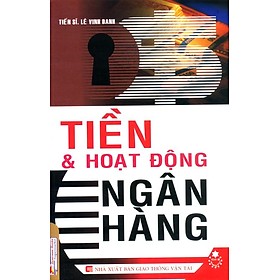 TIẾN SĨ. LÊ VINH DANH
TIỀN
& HOẠT ĐỘNG
NGÂN
HÀNG
NHÀ XUẤT BẢN GIAO THÔNG VẬN TẢI